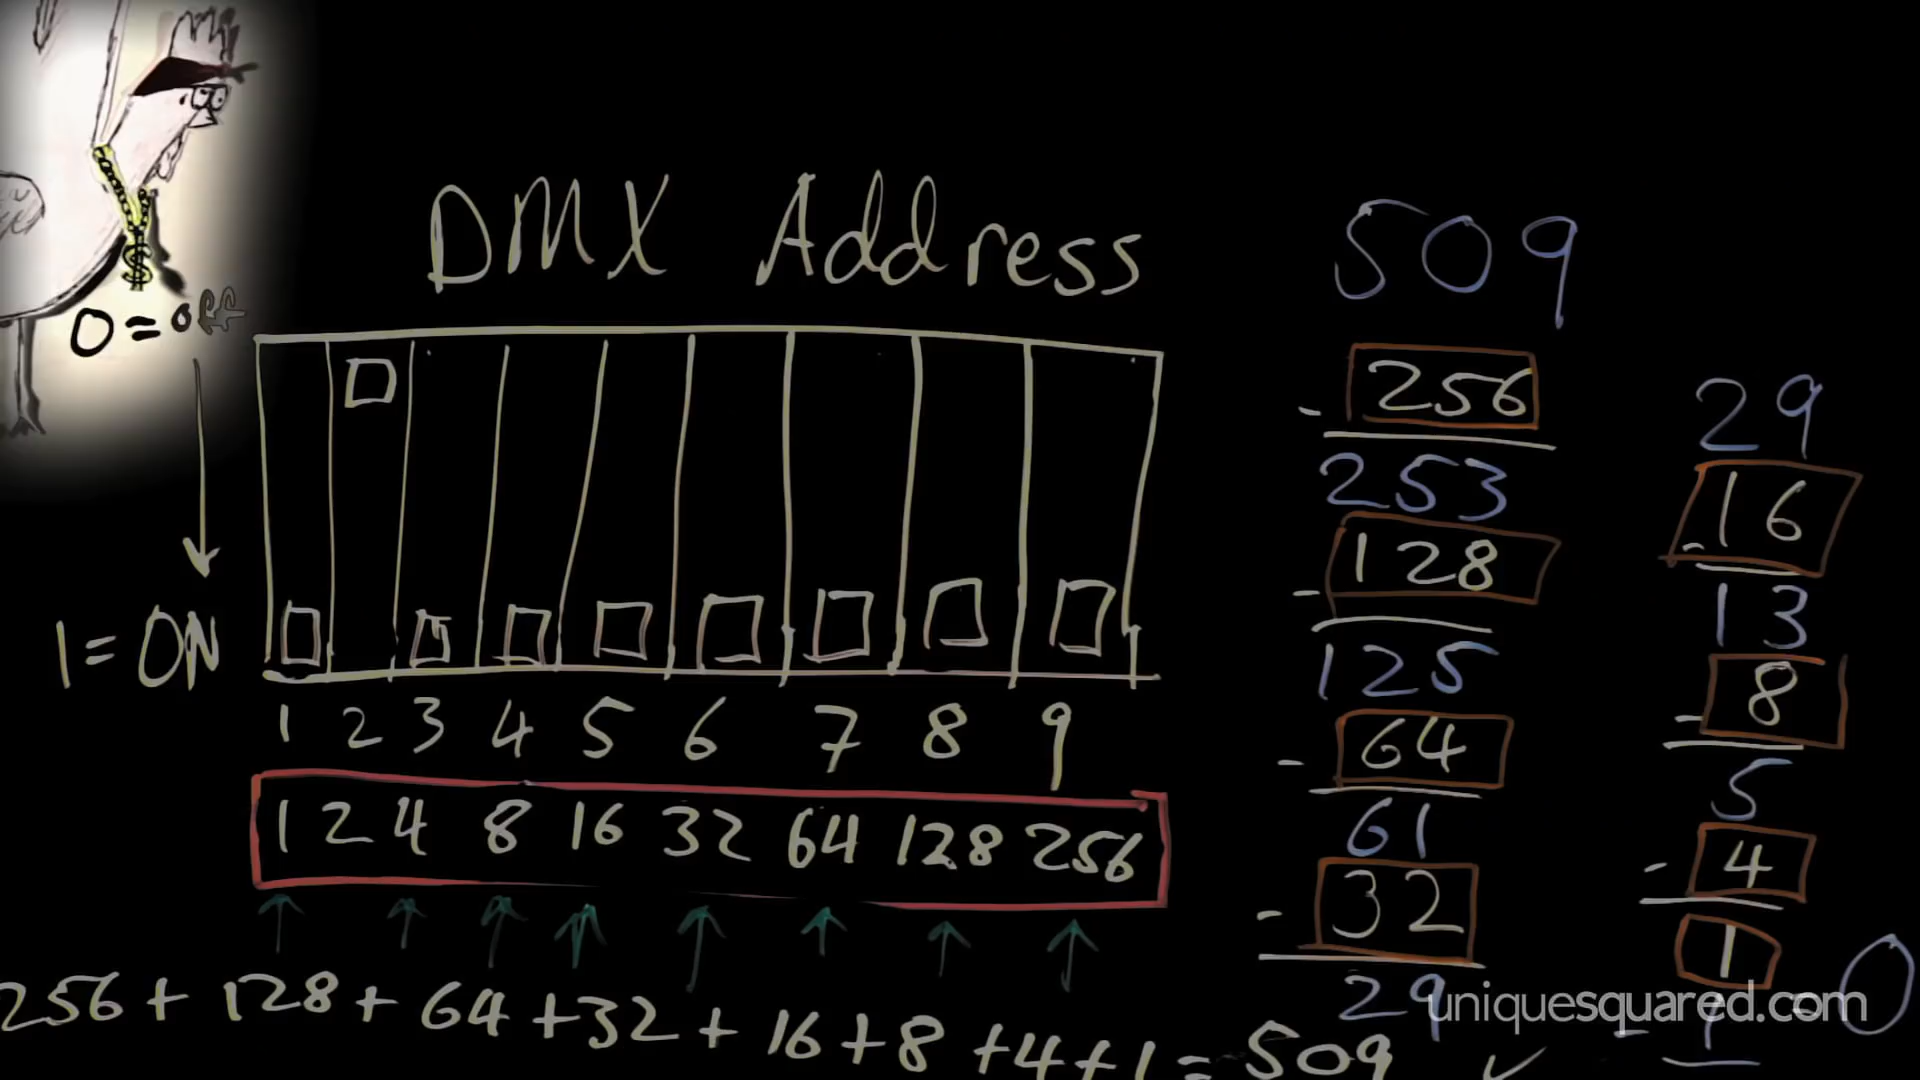 DMX Address
0 = OFF
1 = ON
1 2 3 4 5 6 7 8 9
1 2 4 8 16 32 64 128 256
256 + 128 + 64 + 32 + 16 + 8 + 4 + 1 = 509 ✓
509
- 256
253
- 128
125
- 64
61
- 32
29
29
- 16
13
- 8
5
- 4
1
- 1 = 0
uniquesquared.com